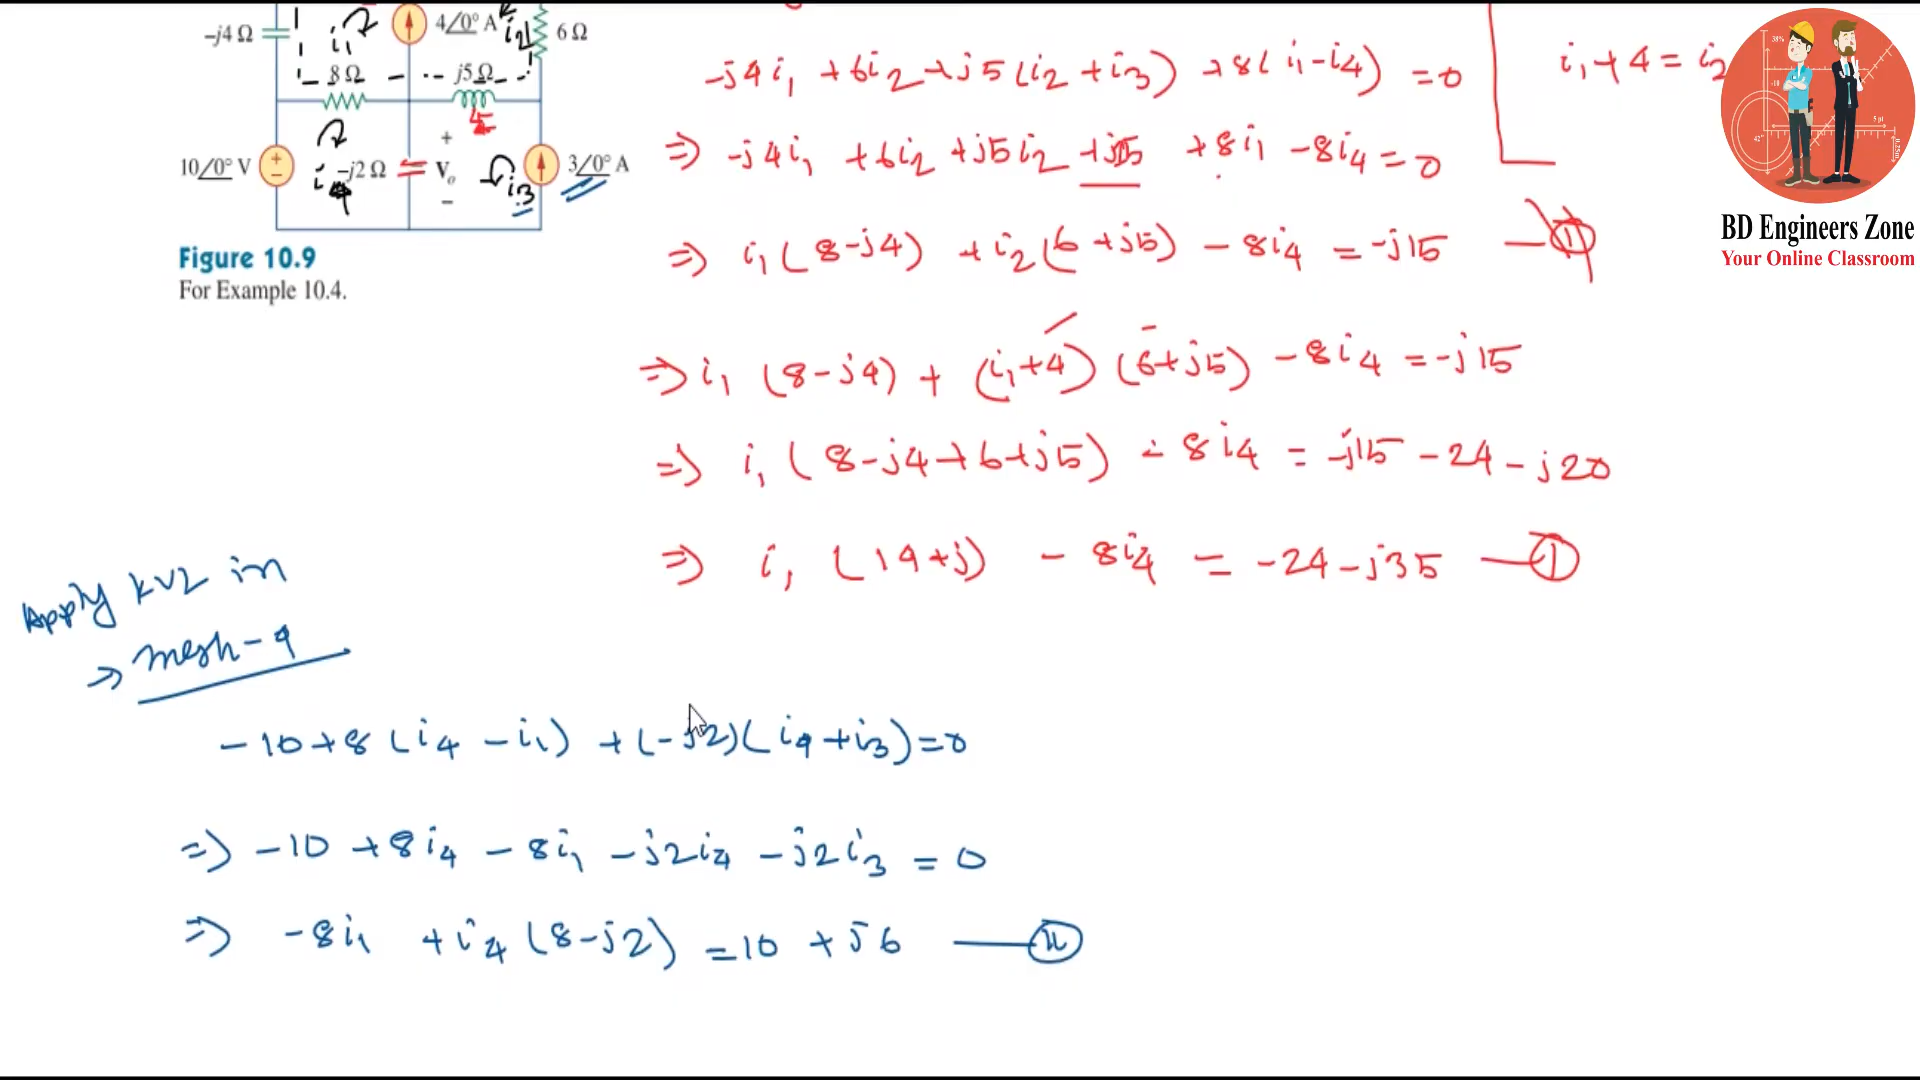 -j4 Ω
4∠0° A
6 Ω
i₁
i₂
8 Ω
j5 Ω
10∠0° V
-j2 Ω
V₀
3∠0° A
i₄
i₃
Figure 10.9
For Example 10.4.
-j4i₁ + 6i₂ + j5(i₂ + i₃) + 8(i₁ - i₄) = 0
i₁ + 4 = i₂
⇒ -j4i₁ + 6i₂ + j5i₂ + j15 + 8i₁ - 8i₄ = 0
⇒ i₁(8-j4) + i₂(6+j5) - 8i₄ = -j15
⇒ i₁(8-j4) + (i₁+4)(6+j5) - 8i₄ = -j15
⇒ i₁(8-j4+6+j5) - 8i₄ = -j15 - 24 - j20
⇒ i₁(14+j) - 8i₄ = -24 - j35 —(I)
Apply KVL in
⇒ mesh-4
-10 + 8(i₄ - i₁) + (-j2)(i₄ + i₃) = 0
⇒ -10 + 8i₄ - 8i₁ - j2i₄ - j2i₃ = 0
⇒ -8i₁ + i₄(8-j2) = 10 + j6 —(II)
BD Engineers Zone
Your Online Classroom